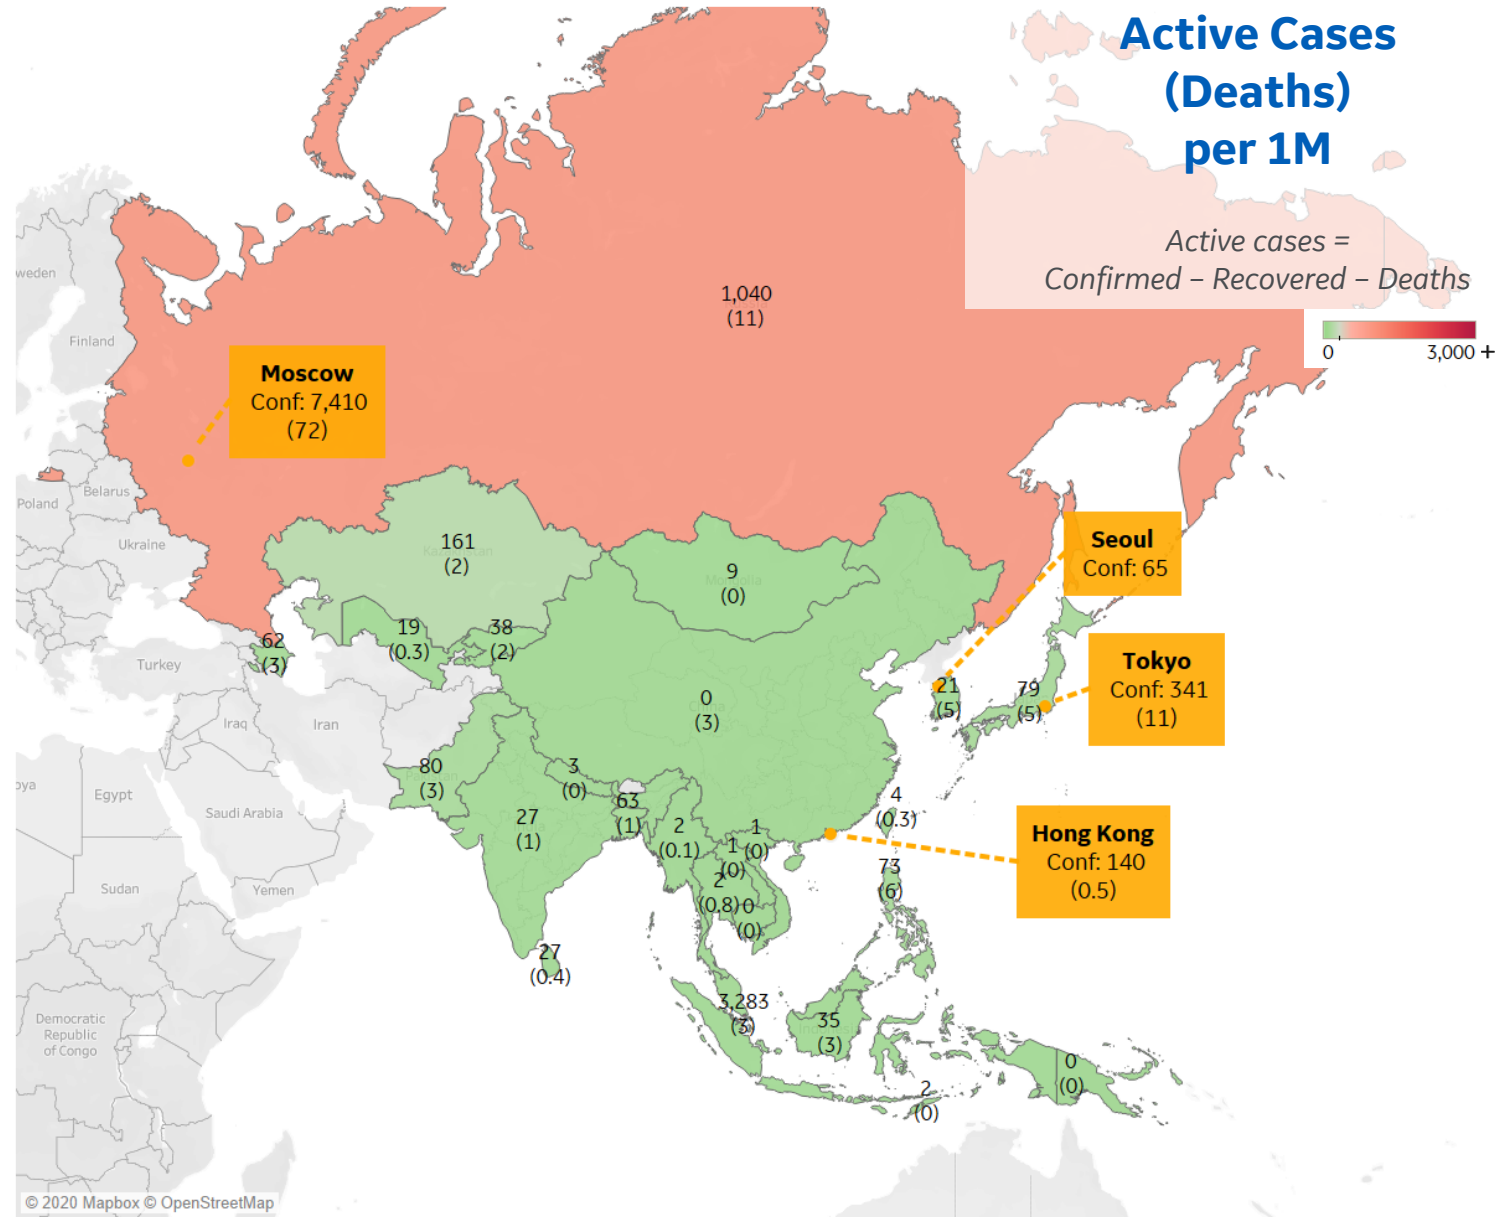 Active Cases
(Deaths)
per 1M
Active cases =
Confirmed – Recovered – Deaths
0
3,000 +
1,040
(11)
weden
Finland
Moscow
Conf: 7,410
(72)
Poland
Belarus
Ukraine
161
(2)
Seoul
Conf: 65
9
(0)
Mongolia
62
(3)
19
(0.3)
38
(2)
Turkey
Tokyo
Conf: 341
(11)
0
(3)
China
21
(5)
79
(5)
Iraq
Iran
80
(3)
3
(0)
63
(1)
oya
Egypt
Saudi Arabia
27
(1)
2
(0.1)
1
(0)
1
(0)
4
(0.3)
Hong Kong
Conf: 140
(0.5)
73
(6)
Sudan
Yemen
2
(0.8)
0
(0)
27
(0.4)
3,283
(3)
35
(3)
Democratic
Republic
of Congo
0
(0)
2
(0)
© 2020 Mapbox © OpenStreetMap